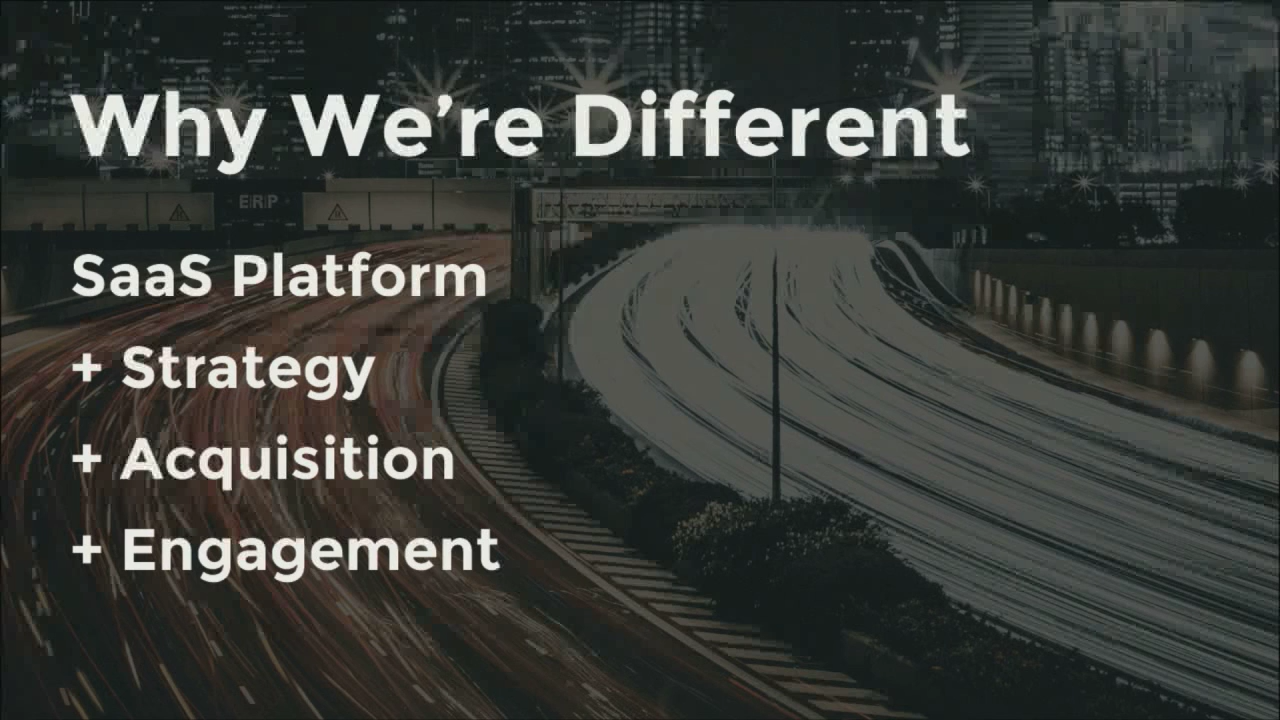 Why We’re Different
ERP
SaaS Platform
+ Strategy
+ Acquisition
+ Engagement